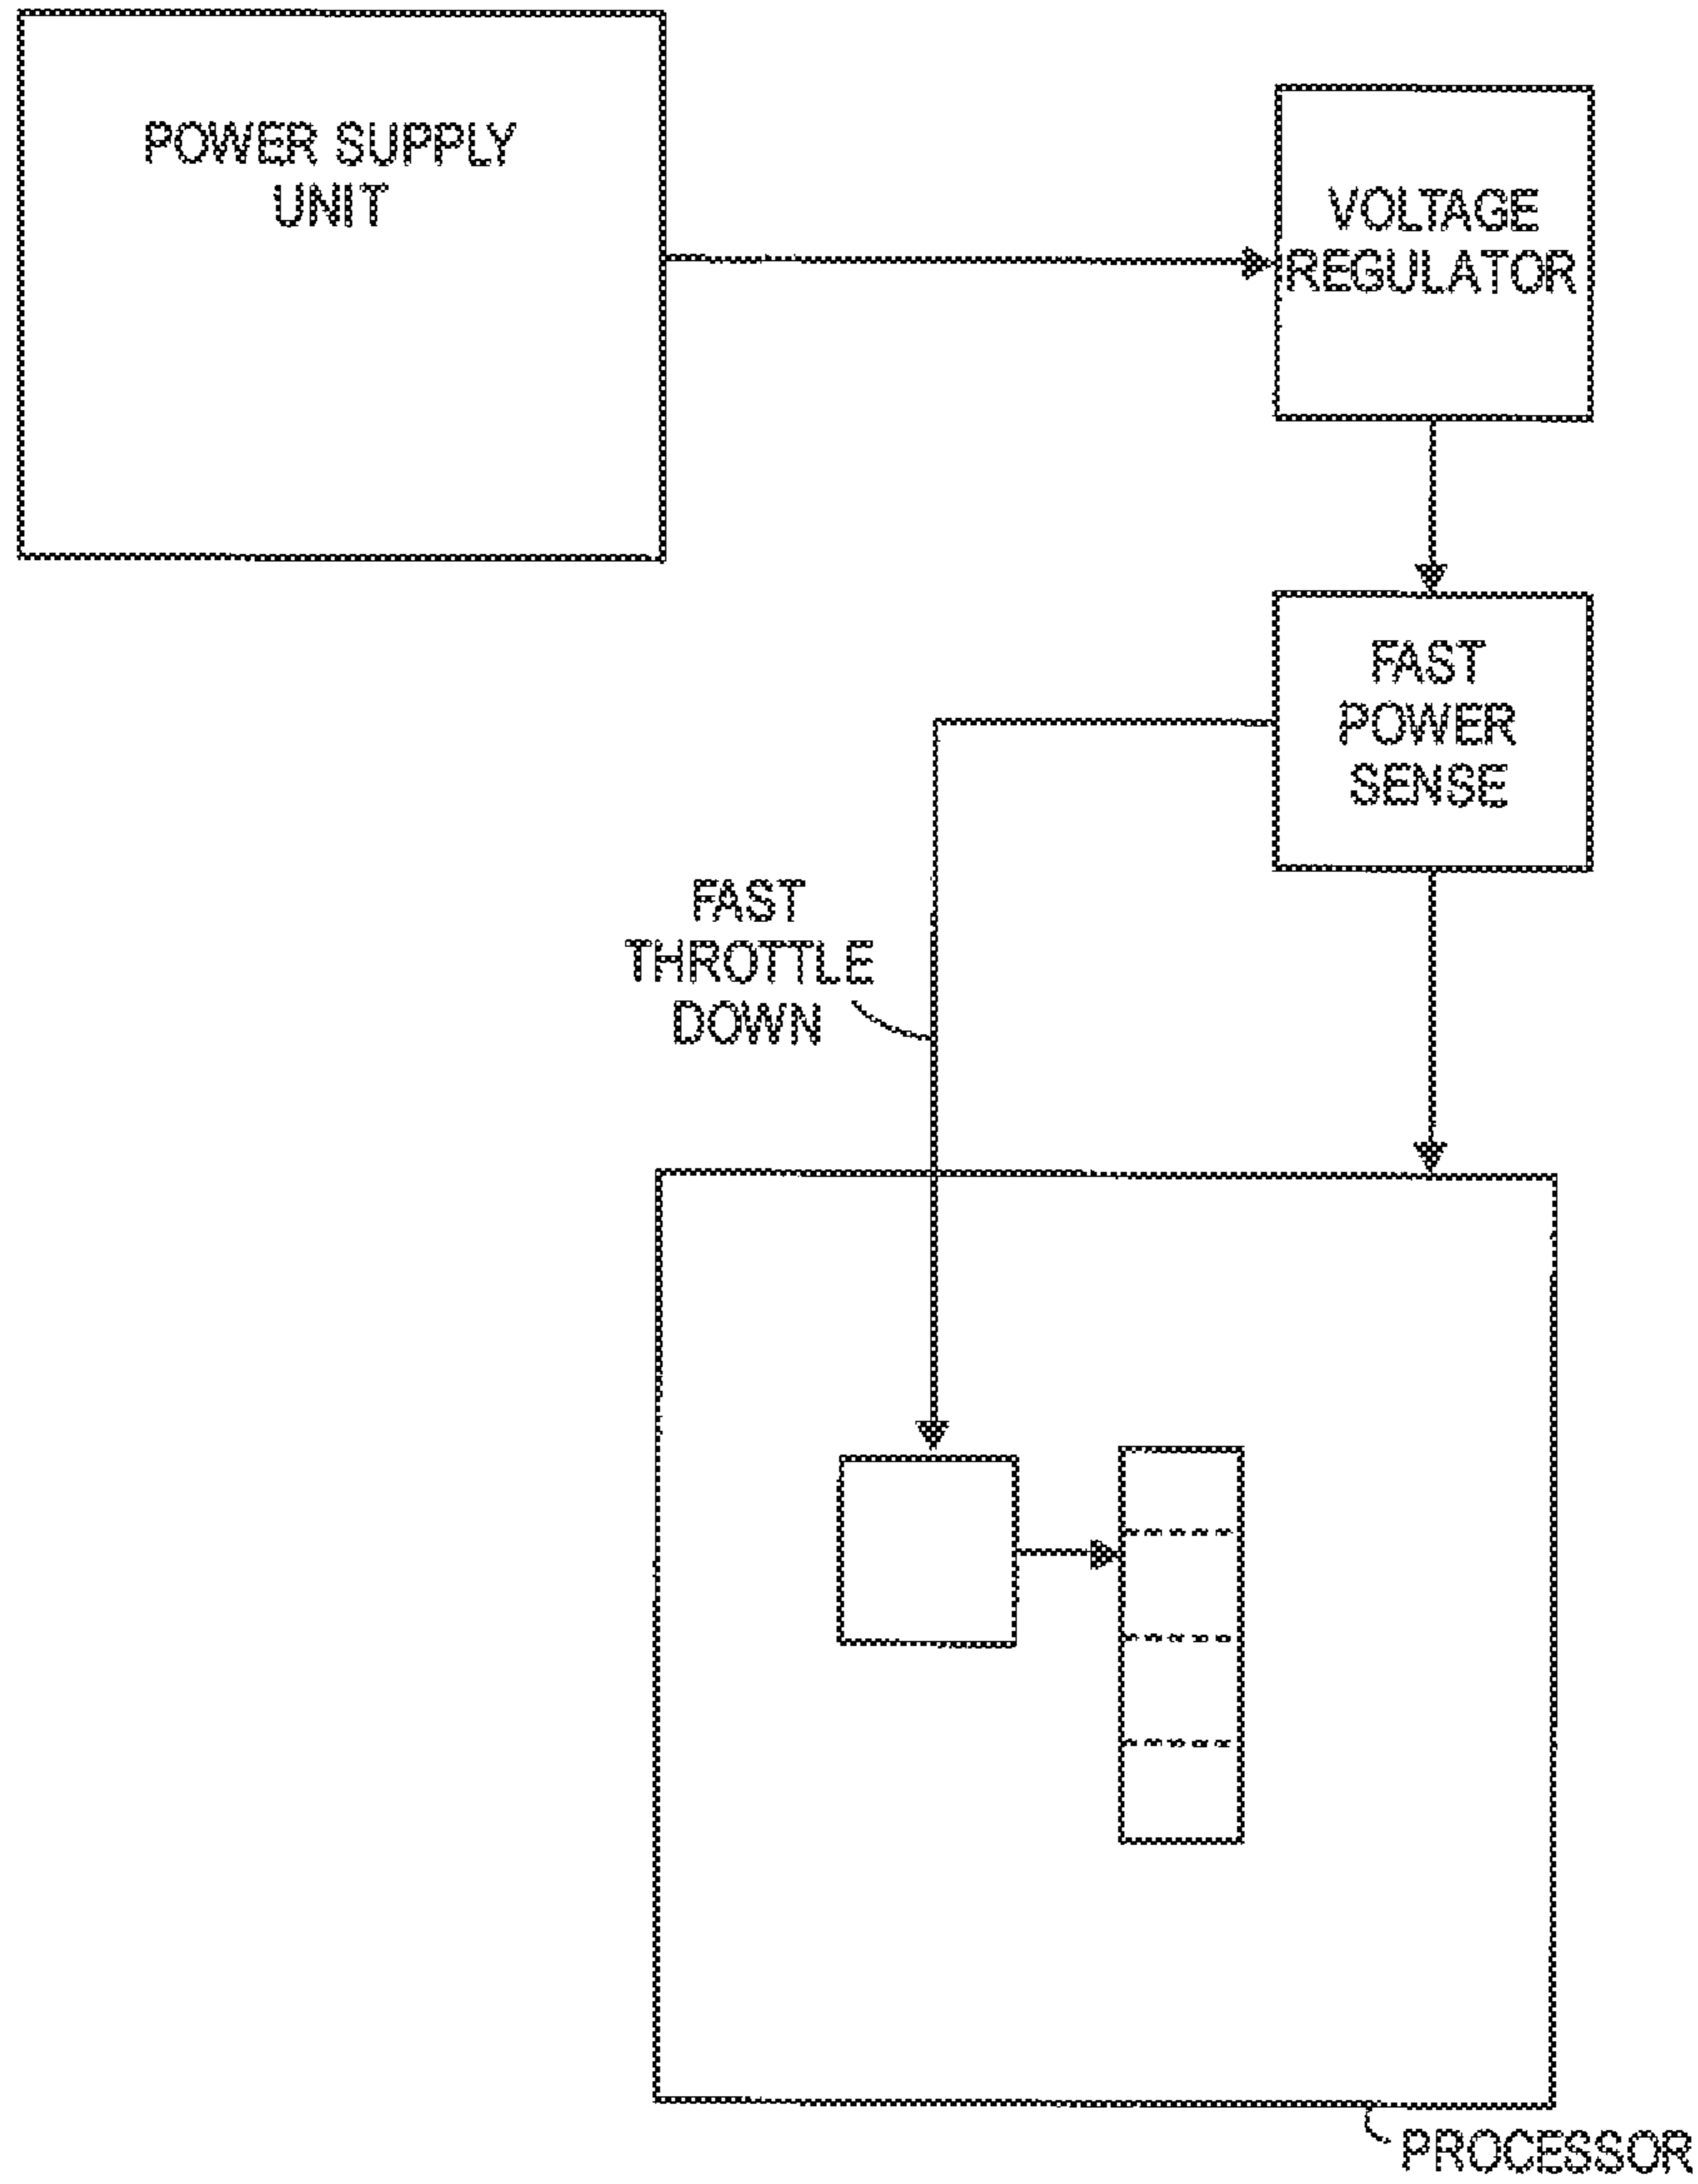 POWER SUPPLY
UNIT
VOLTAGE
REGULATOR
FAST
POWER
SENSE
FAST
THROTTLE
DOWN
PROCESSOR